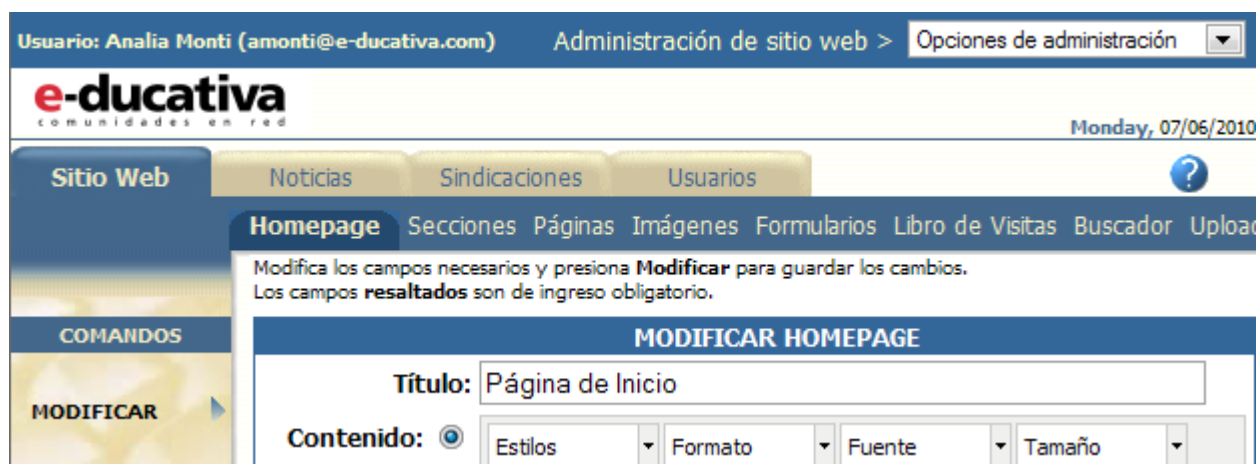 Usuario: Analia Monti (amonti@e-ducativa.com) Administración de sitio web > Opciones de administración
e-ducativa
comunidades en red
Monday, 07/06/2010
Sitio Web Noticias Sindicaciones Usuarios ?
Homepage Secciones Páginas Imágenes Formularios Libro de Visitas Buscador Upload
Modifica los campos necesarios y presiona Modificar para guardar los cambios.
Los campos resaltados son de ingreso obligatorio.
COMANDOS
MODIFICAR HOMEPAGE
Título: Página de Inicio
MODIFICAR
Contenido: Estilos Formato Fuente Tamaño